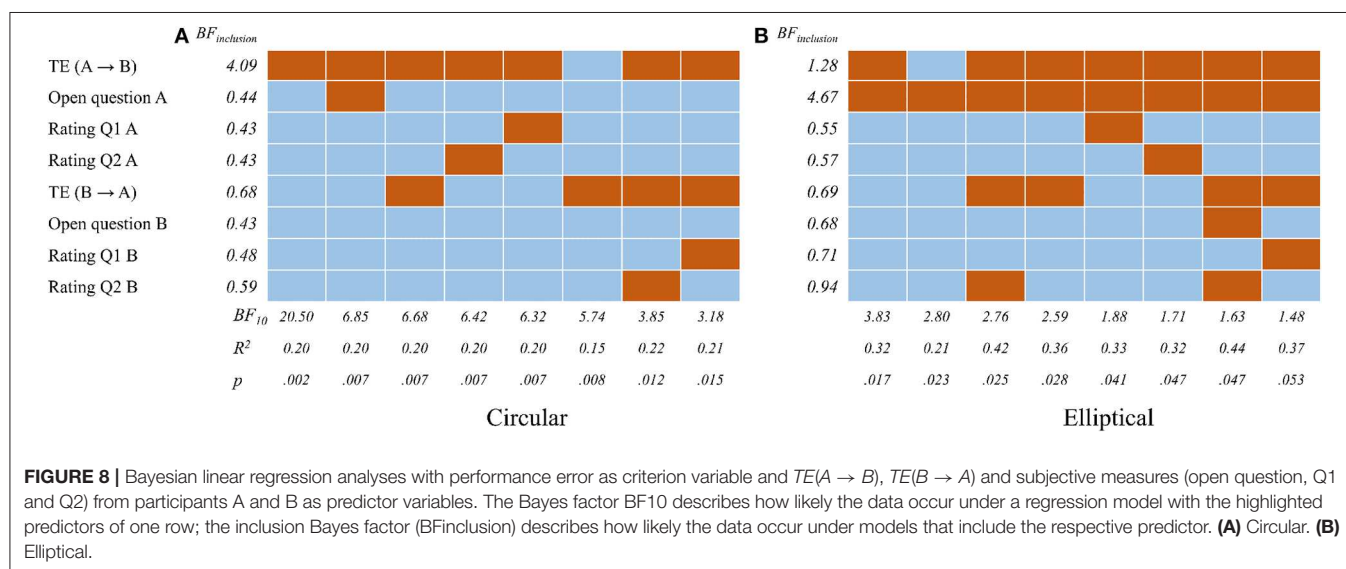 A BFinclusion B BFinclusion
TE (A → B) 4.09 1.28
Open question A 0.44 4.67
Rating Q1 A 0.43 0.55
Rating Q2 A 0.43 0.57
TE (B → A) 0.68 0.69
Open question B 0.43 0.68
Rating Q1 B 0.48 0.71
Rating Q2 B 0.59 0.94
BF10 20.50 6.85 6.68 6.42 6.32 5.74 3.85 3.18 3.83 2.80 2.76 2.59 1.88 1.71 1.63 1.48
R² 0.20 0.20 0.20 0.20 0.20 0.15 0.22 0.21 0.32 0.21 0.42 0.36 0.33 0.32 0.44 0.37
p .002 .007 .007 .007 .007 .008 .012 .015 .017 .023 .025 .028 .041 .047 .047 .053
Circular Elliptical
FIGURE 8 | Bayesian linear regression analyses with performance error as criterion variable and TE(A → B), TE(B → A) and subjective measures (open question, Q1
and Q2) from participants A and B as predictor variables. The Bayes factor BF10 describes how likely the data occur under a regression model with the highlighted
predictors of one row; the inclusion Bayes factor (BFinclusion) describes how likely the data occur under models that include the respective predictor. (A) Circular. (B)
Elliptical.